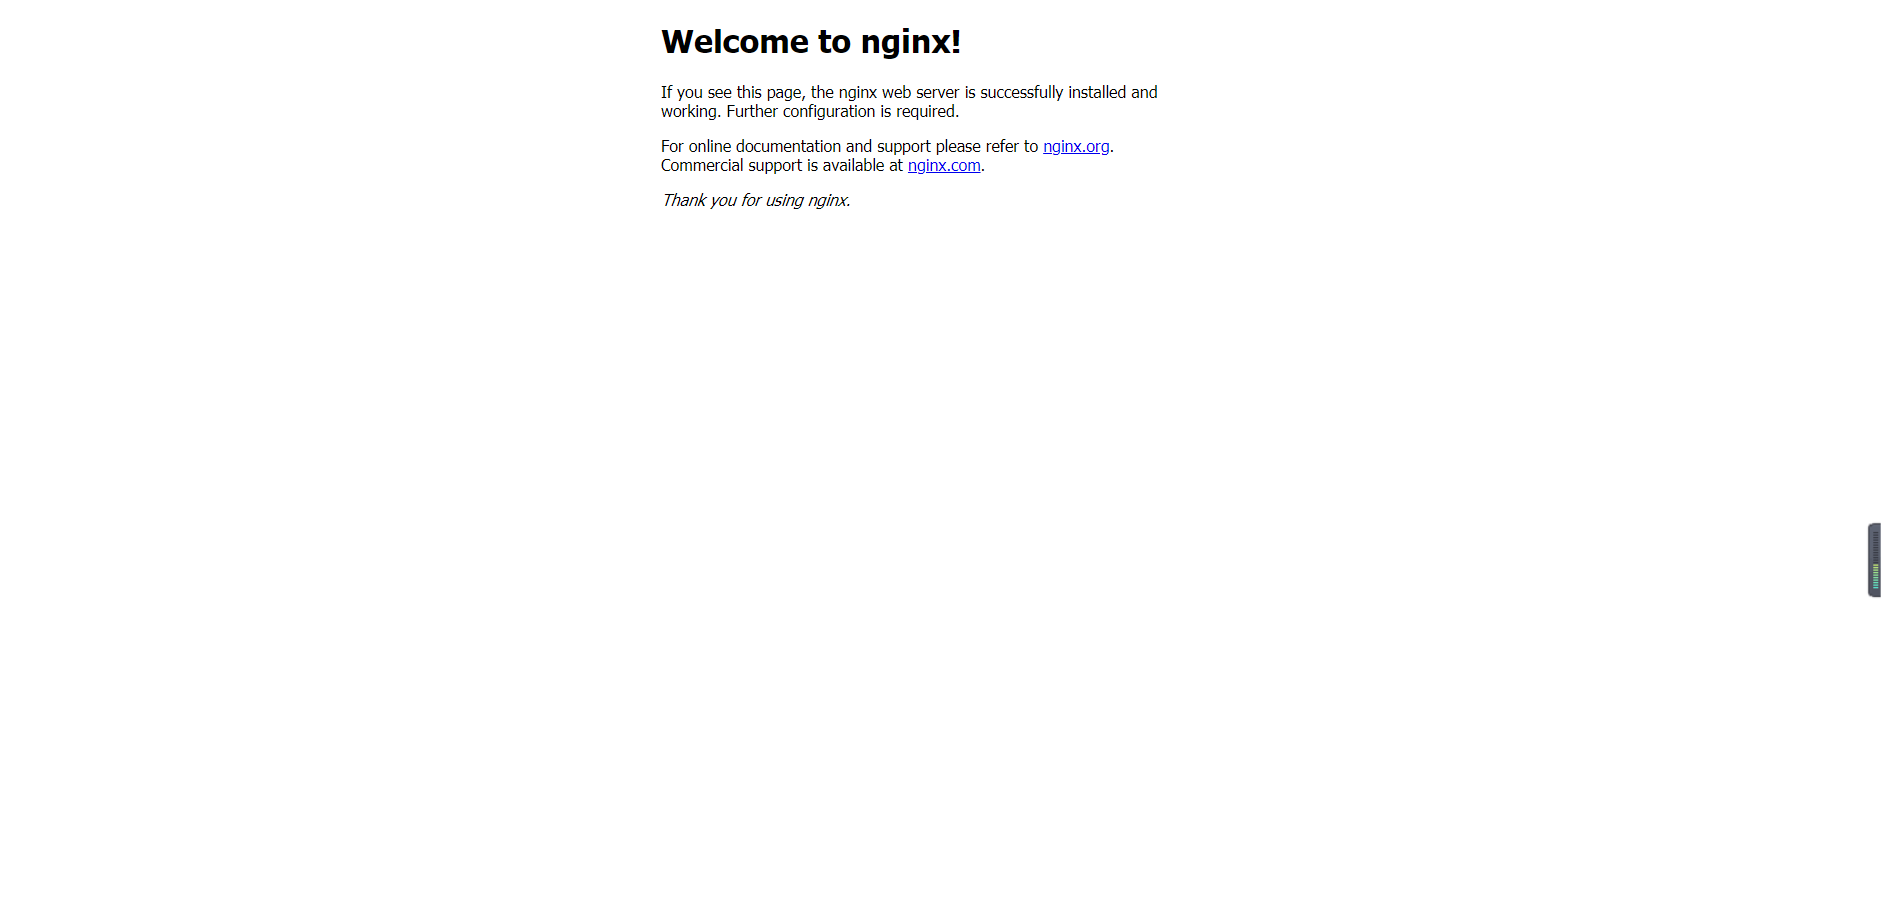 Welcome to nginx!
If you see this page, the nginx web server is successfully installed and
working. Further configuration is required.
For online documentation and support please refer to nginx.org.
Commercial support is available at nginx.com.
Thank you for using nginx.